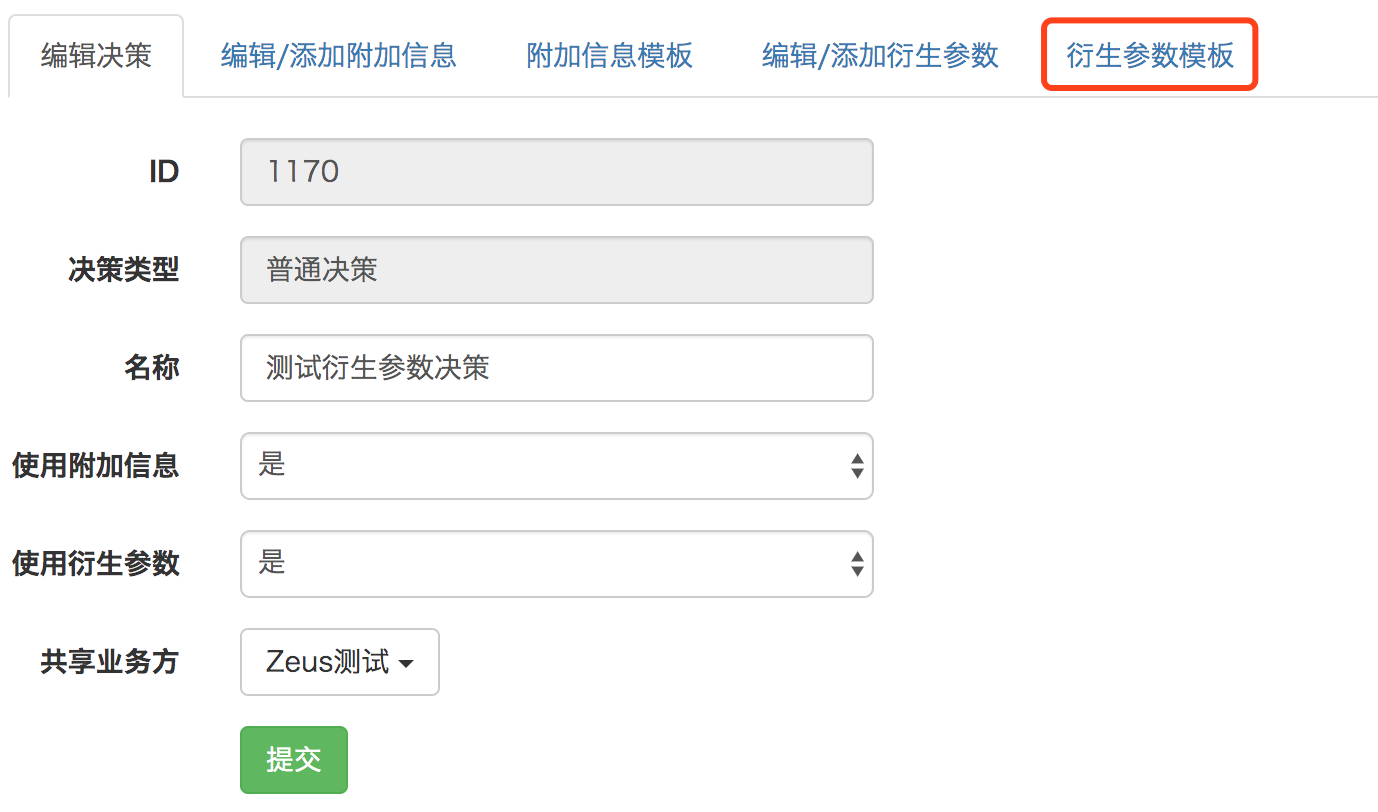 编辑决策 编辑/添加附加信息 附加信息模板 编辑/添加衍生参数 衍生参数模板
ID 1170
决策类型 普通决策
名称 测试衍生参数决策
使用附加信息 是
使用衍生参数 是
共享业务方 Zeus测试
提交